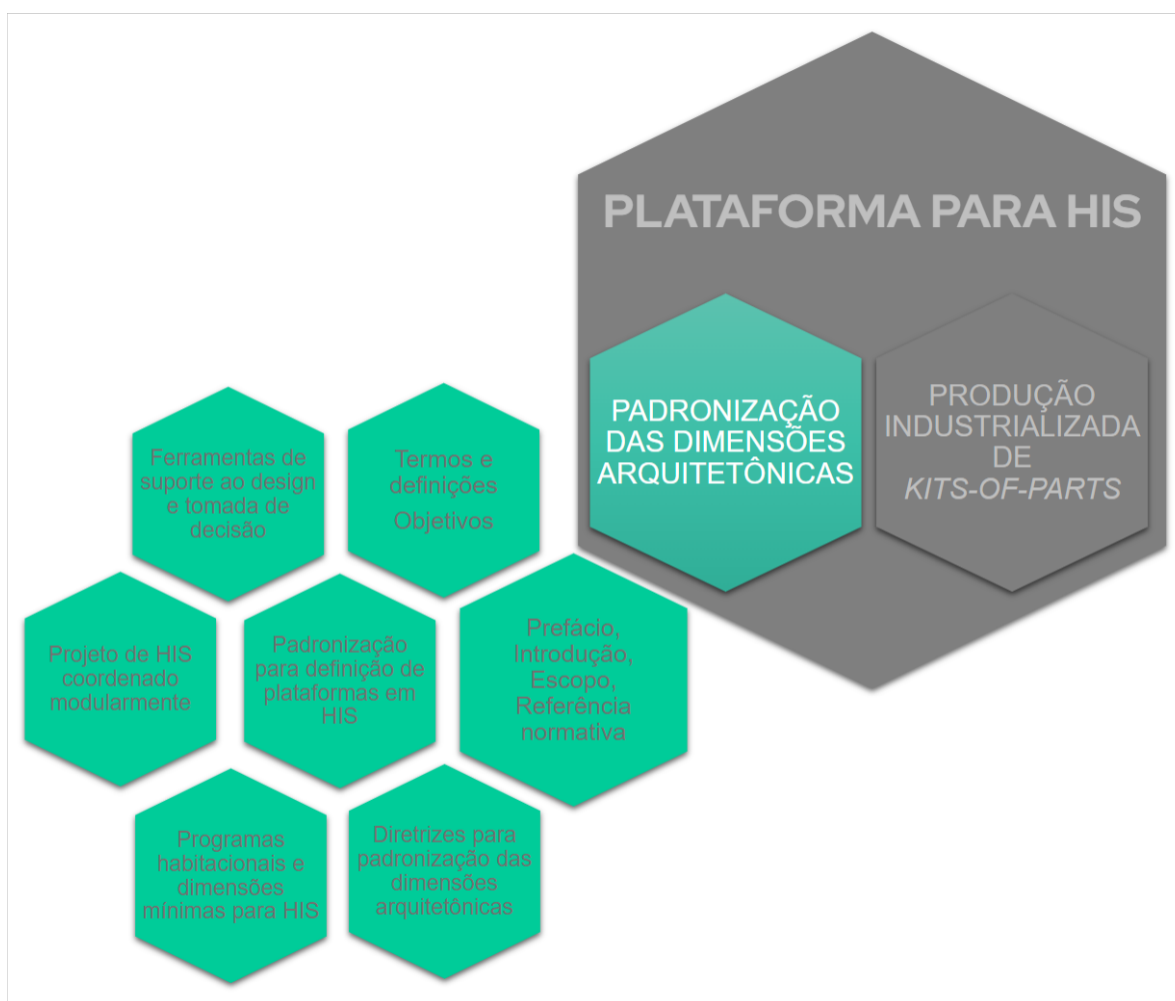 PLATAFORMA PARA HIS
PADRONIZAÇÃO
DAS DIMENSÕES
ARQUITETÔNICAS
PRODUÇÃO
INDUSTRIALIZADA
DE
KITS-OF-PARTS
Ferramentas de
suporte ao design
e tomada de
decisão
Termos e
definições
Objetivos
Projeto de HIS
coordenado
modularmente
Padronização
para definição de
plataformas em
HIS
Prefácio,
Introdução,
Escopo,
Referência
normativa
Programas
habitacionais e
dimensões
mínimas para HIS
Diretrizes para
padronização das
dimensões
arquitetônicas